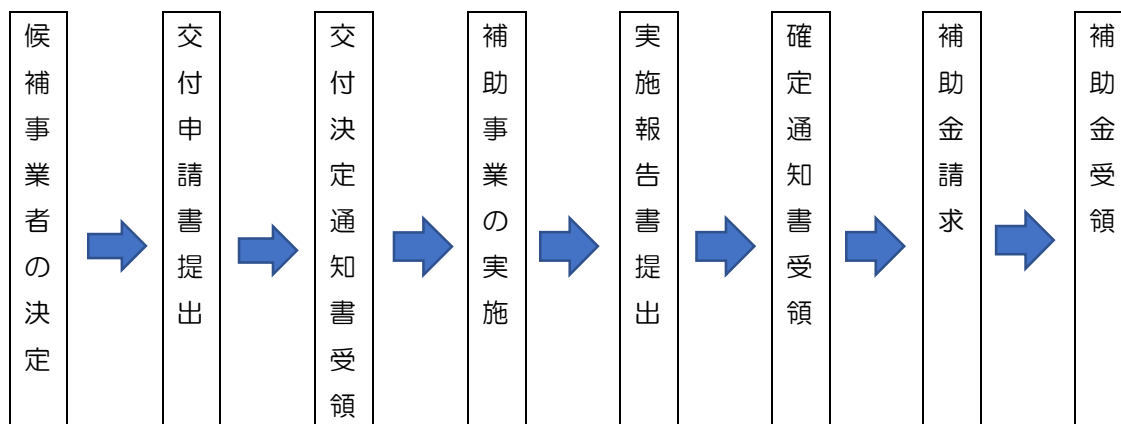 候補事業者の決定
交付申請書提出
交付決定通知書受領
補助事業の実施
実施報告書提出
確定通知書受領
補助金請求
補助金受領